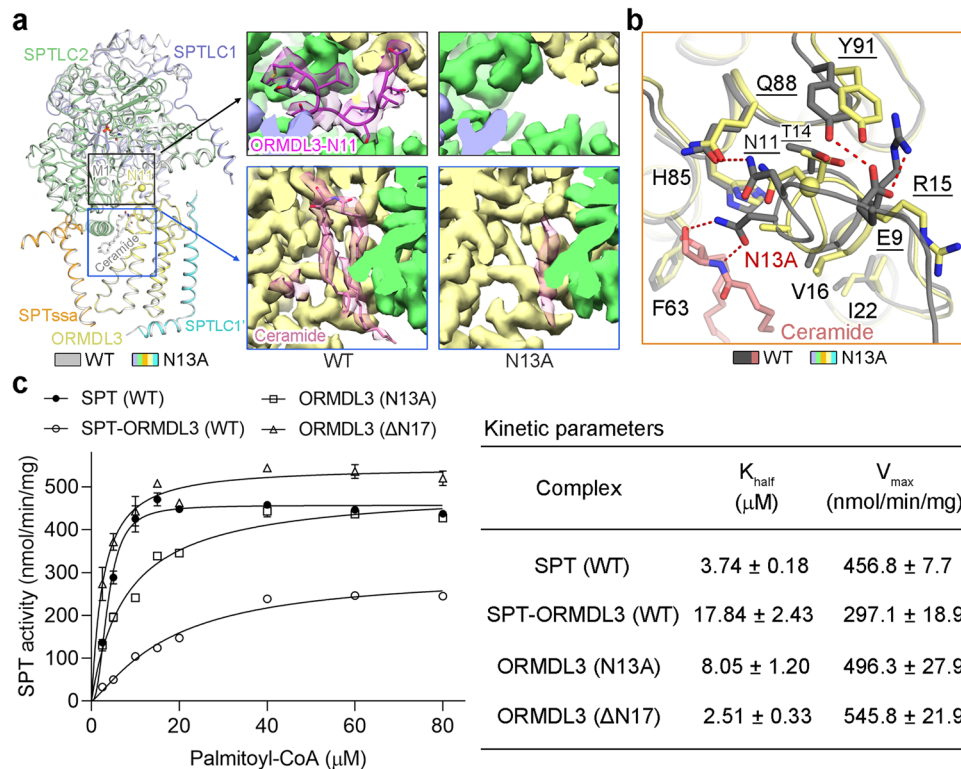 a
SPTLC2
SPTLC1
M1
N11
Ceramide
SPTssa
ORMDL3
SPTLC1'
WT
N13A
ORMDL3-N11
Ceramide
WT
N13A
b
Y91
Q88
T14
N11
H85
R15
E9
N13A
V16
F63
I22
Ceramide
WT
N13A
c
SPT (WT)
ORMDL3 (N13A)
SPT-ORMDL3 (WT)
ORMDL3 (ΔN17)
SPT activity (nmol/min/mg)
500
400
300
200
100
0
0 20 40 60 80
Palmitoyl-CoA (μM)
Kinetic parameters
Complex
Khalf
(μM)
Vmax
(nmol/min/mg)
SPT (WT) 3.74 ± 0.18 456.8 ± 7.7
SPT-ORMDL3 (WT) 17.84 ± 2.43 297.1 ± 18.9
ORMDL3 (N13A) 8.05 ± 1.20 496.3 ± 27.9
ORMDL3 (ΔN17) 2.51 ± 0.33 545.8 ± 21.9